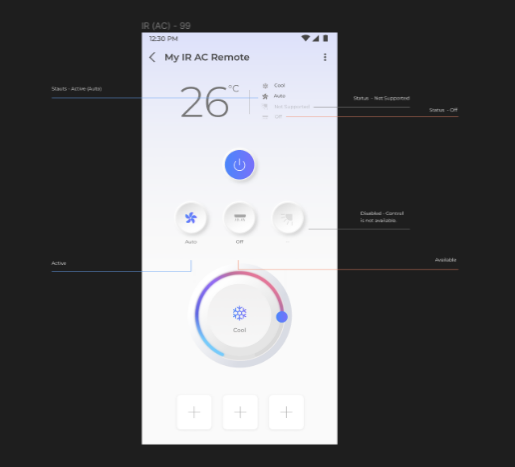 IR (AC) - 99
12:30 PM
My IR AC Remote
26°C
Cool
Auto
Not Supported
Off
Staus - Active (Auto)
Status - Not Supported
Status - Off
Disabled - Control
is not available.
Auto
Off
-
Active
Available
Cool